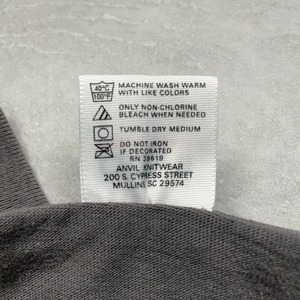 40°C
100°F
MACHINE WASH WARM
WITH LIKE COLORS
ONLY NON-CHLORINE
BLEACH WHEN NEEDED
TUMBLE DRY MEDIUM
DO NOT IRON
IF DECORATED
RN 38619
ANVIL KNITWEAR
200 S. CYPRESS STREET
MULLINS SC 29574